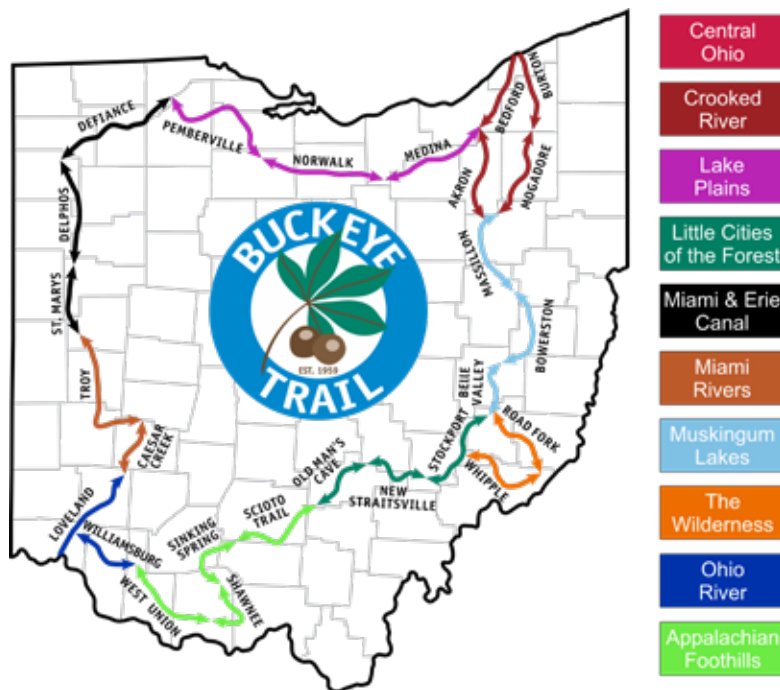 DEFIANCE
PEMBERVILLE
NORWALK
MEDINA
BEDFORD
BURTON
AKRON
MOGADORE
DELPHOS
ST. MARYS
TROY
CAESAR
CREEK
LOVELAND
WILLIAMSBURG
WEST UNION
SHAWNEE
SINKING
SPRING
SCIOTO
TRAIL
OLD MAN'S
CAVE
NEW
STRAITSVILLE
STOCKPORT
WHIPPLE
ROAD FORK
BELLE
VALLEY
BOWERSTON
MASSILLON
BUCKEYE
EST. 1959
TRAIL
Central
Ohio
Crooked
River
Lake
Plains
Little Cities
of the Forest
Miami & Erie
Canal
Miami
Rivers
Muskingum
Lakes
The
Wilderness
Ohio
River
Appalachian
Foothills